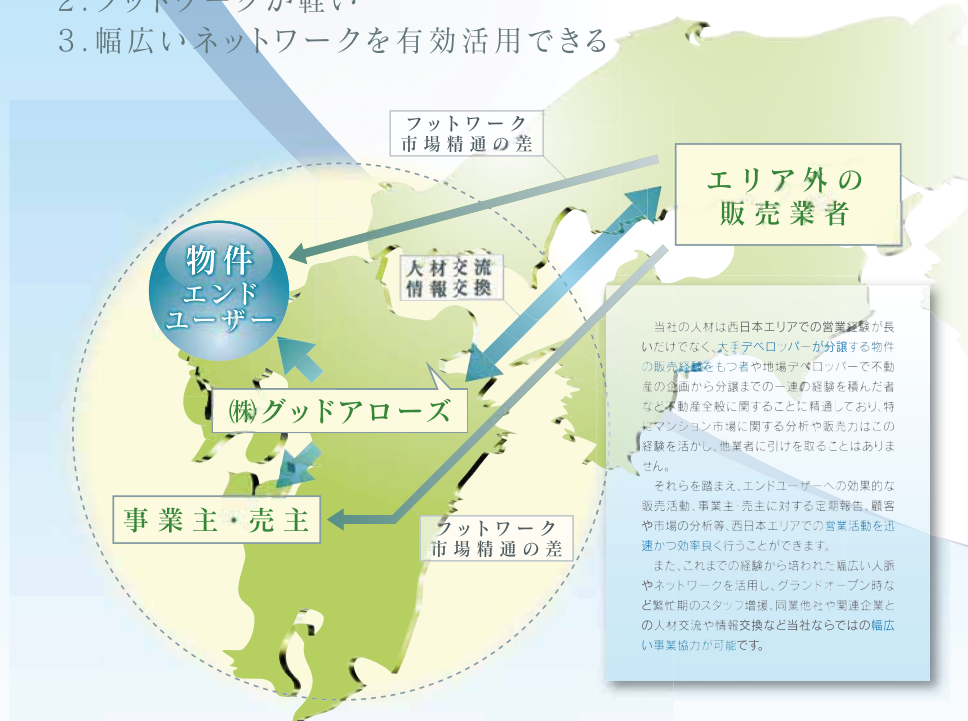 2.フットワークが軽い
3.幅広いネットワークを有効活用できる
フットワーク
市場精通の差
エリア外の
販売業者
物件
エンド
ユーザー
人材交流
情報交換
㈱グッドアローズ
事業主・売主
フットワーク
市場精通の差
当社の人材は西日本エリアでの営業経験が長
いだけでなく、大手デベロッパーが分譲する物件
の販売経験をもつ者や地場デベロッパーで不動
産の企画から分譲までの一連の経験を積んだ者
など不動産全般に関することに精通しており、特
にマンション市場に関する分析や販売力はこの
経験を活かし、他業者に引けを取ることはありま
せん。
それらを踏まえ、エンドユーザーへの効果的な
販売活動、事業主・売主に対する定期報告、顧客
や市場の分析等、西日本エリアでの営業活動を迅
速かつ効率良く行うことができます。
また、これまでの経験から培われた幅広い人脈
やネットワークを活用し、グランドオープン時な
ど繁忙期のスタッフ増援、同業他社や関連企業と
の人材交流や情報交換など当社ならではの幅広
い事業協力が可能です。